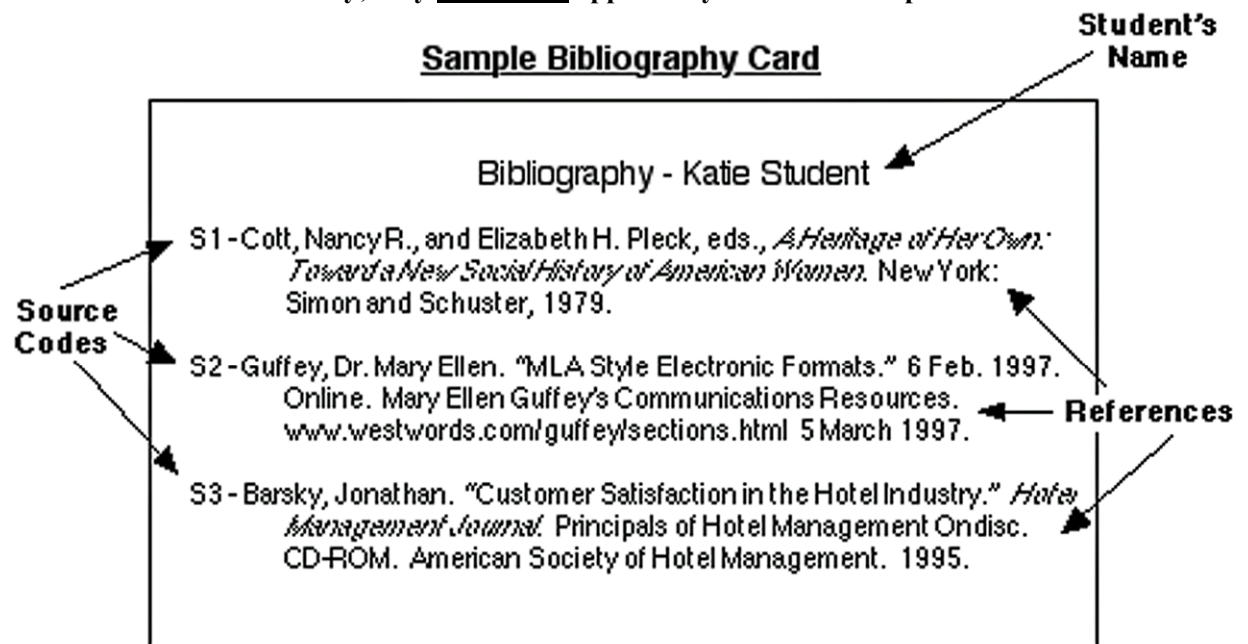 Sample Bibliography Card
Student's
Name
Bibliography - Katie Student
S1-Cott, Nancy R., and Elizabeth H. Pleck, eds., A Heritage of Her Own:
Toward a New Social History of American Women. New York:
Simon and Schuster, 1979.
Source
Codes
S2-Guffey, Dr. Mary Ellen. "MLA Style Electronic Formats." 6 Feb. 1997.
Online. Mary Ellen Guffey's Communications Resources.
www.westwords.com/guffey/sections.html 5 March 1997.
References
S3-Barsky, Jonathan. "Customer Satisfaction in the Hotel Industry." Hotel
Management Journal. Principals of Hotel Management Ondisc.
CD-ROM. American Society of Hotel Management. 1995.